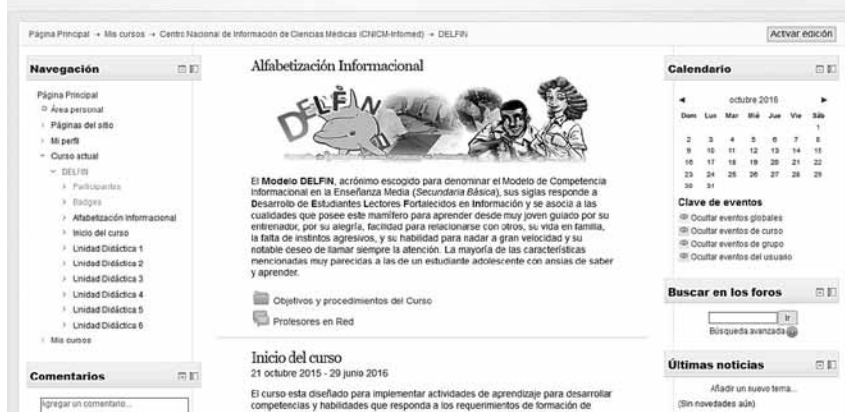 Página Principal → Mis cursos → Centro Nacional de Información de Ciencias Médicas (CNICM-Infomed) → DELFIN
Activar edición
Navegación
Página Principal
Área personal
Páginas del sitio
Mi perfil
Curso actual
DELFIN
Participantes
Badges
Alfabetización Informacional
Inicio del curso
Unidad Didáctica 1
Unidad Didáctica 2
Unidad Didáctica 3
Unidad Didáctica 4
Unidad Didáctica 5
Unidad Didáctica 6
Mis cursos
Comentarios
Agregar un comentario...
Alfabetización Informacional
DELFÍN
El Modelo DELFIN, acrónimo escogido para denominar el Modelo de Competencia
Informacional en la Enseñanza Media (Secundaria Básica), sus siglas responde a
Desarrollo de Estudiantes Lectores Fortalecidos en Información y se asocia a las
cualidades que posee este mamífero para aprender desde muy joven guiado por su
entrenador, por su alegría, facilidad para relacionarse con otros, su vida en familia,
la falta de instintos agresivos, y su habilidad para nadar a gran velocidad y su
notable deseo de llamar siempre la atención. La mayoría de las características
mencionadas muy parecidas a las de un estudiante adolescente con ansias de saber
y aprender.
Objetivos y procedimientos del Curso
Profesores en Red
Inicio del curso
21 octubre 2015 - 29 junio 2016
El curso esta diseñado para implementar actividades de aprendizaje para desarrollar
competencias y habilidades que responda a los requerimientos de formación de
Calendario
◄ octubre 2016 ►
Dom Lun Mar Mié Jue Vie Sáb
1
2 3 4 5 6 7 8
9 10 11 12 13 14 15
16 17 18 19 20 21 22
23 24 25 26 27 28 29
30 31
Clave de eventos
Ocultar eventos globales
Ocultar eventos de curso
Ocultar eventos de grupo
Ocultar eventos del usuario
Buscar en los foros
Ir
Búsqueda avanzada
Últimas noticias
Añadir un nuevo tema...
(Sin novedades aún)